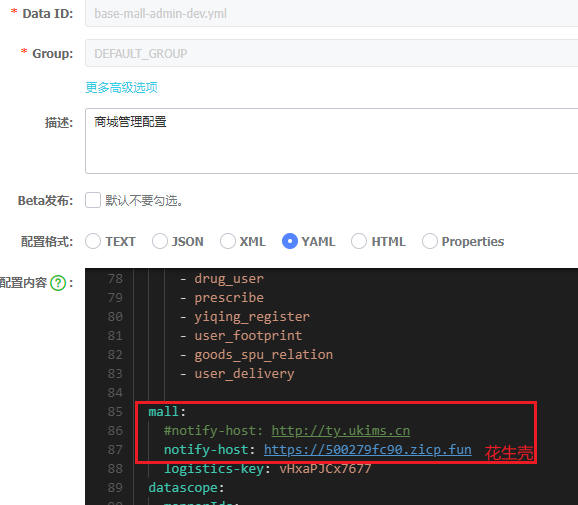 * Data ID: base-mall-admin-dev.yml
* Group: DEFAULT_GROUP
更多高级选项
描述: 商城管理配置
Beta发布: 默认不要勾选。
配置格式: TEXT JSON XML YAML HTML Properties
配置内容 ? :
78 - drug_user
79 - prescribe
80 - yiqing_register
81 - user_footprint
82 - goods_spu_relation
83 - user_delivery
84
85 mall:
86 #notify-host: http://ty.ukims.cn
87 notify-host: https://500279fc90.zicp.fun 花生壳
88 logistics-key: vHxaPJCx7677
89 datascope: